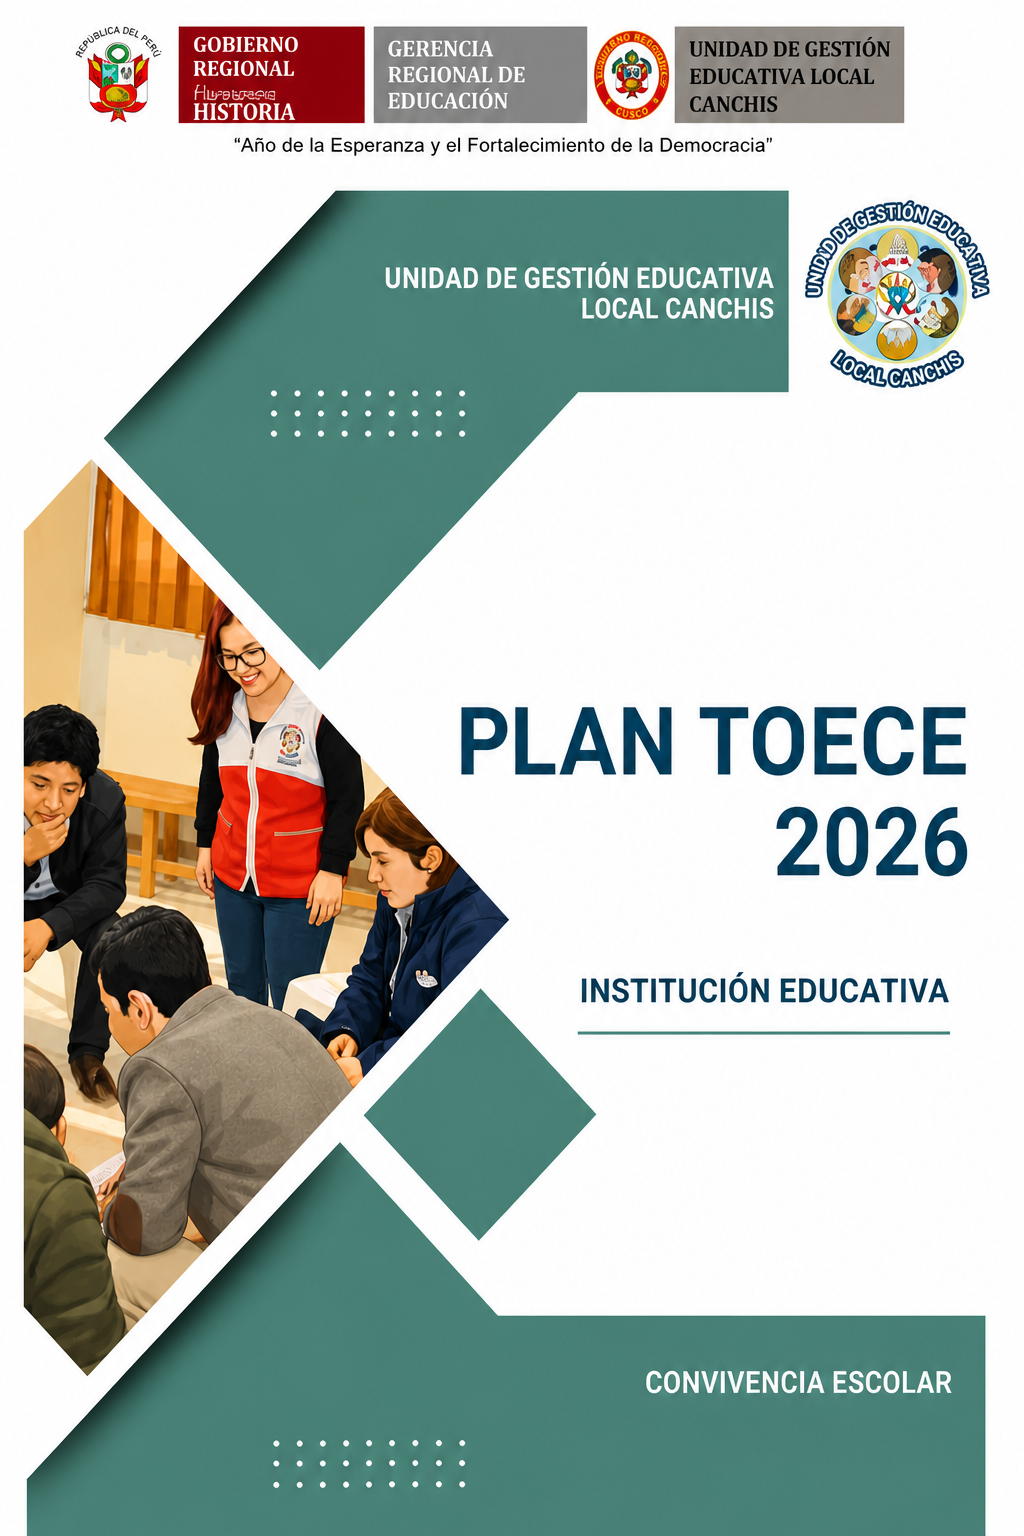 REPÚBLICA DEL PERÚ
GOBIERNO
REGIONAL
HISTORIA
GERENCIA
REGIONAL DE
EDUCACIÓN
CUSCO
UNIDAD DE GESTIÓN
EDUCATIVA LOCAL
CANCHIS
“Año de la Esperanza y el Fortalecimiento de la Democracia”
UNIDAD DE GESTIÓN EDUCATIVA
LOCAL CANCHIS
UNIDAD DE GESTIÓN EDUCATIVA
LOCAL CANCHIS
PLAN TOECE
2026
INSTITUCIÓN EDUCATIVA
CONVIVENCIA ESCOLAR